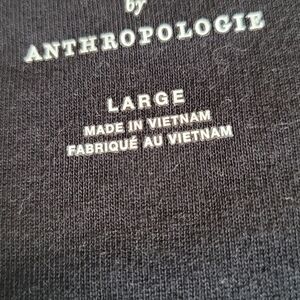 by
ANTHROPOLOGIE
LARGE
MADE IN VIETNAM
FABRIQUÉ AU VIETNAM